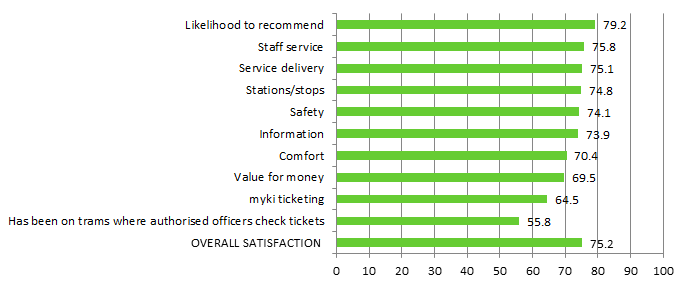 Likelihood to recommend 79.2
Staff service 75.8
Service delivery 75.1
Stations/stops 74.8
Safety 74.1
Information 73.9
Comfort 70.4
Value for money 69.5
myki ticketing 64.5
Has been on trams where authorised officers check tickets 55.8
OVERALL SATISFACTION 75.2
0 10 20 30 40 50 60 70 80 90 100